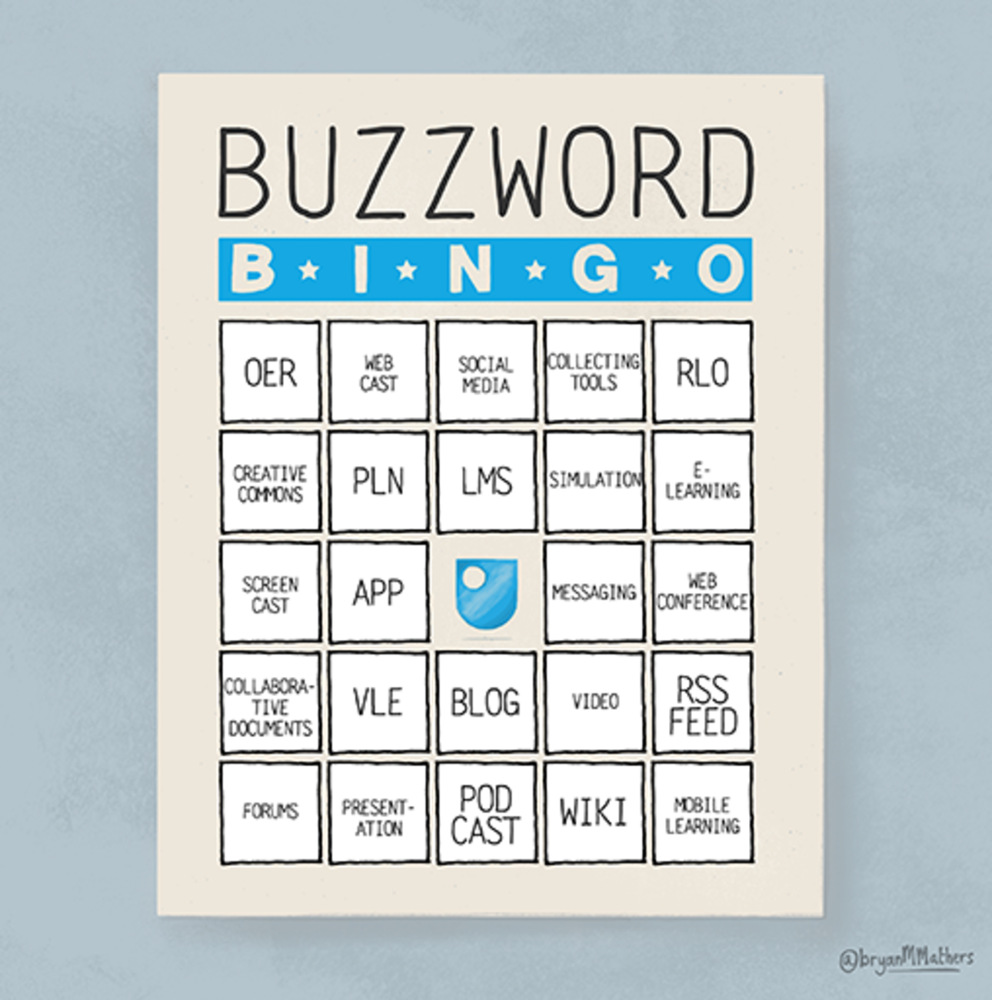 BUZZWORD
B★I★N★G★O
OER
WEB
CAST
SOCIAL
MEDIA
COLLECTING
TOOLS
RLO
CREATIVE
COMMONS
PLN
LMS
SIMULATION
E-
LEARNING
SCREEN
CAST
APP
MESSAGING
WEB
CONFERENCE
COLLABORA-
TIVE
DOCUMENTS
VLE
BLOG
VIDEO
RSS
FEED
FORUMS
PRESENT-
ATION
POD
CAST
WIKI
MOBILE
LEARNING
@bryanMMathers